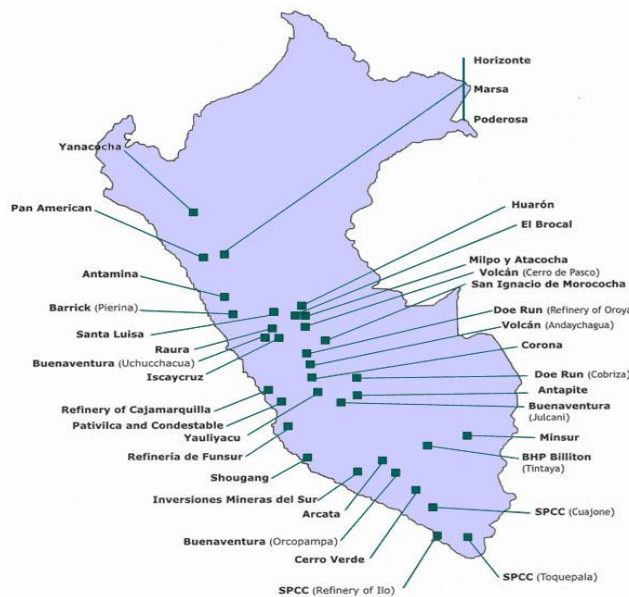 Horizonte
Marsa
Poderosa
Yanacocha
Pan American
Huarón
El Brocal
Milpo y Atacocha
Volcán (Cerro de Pasco)
San Ignacio de Morococha
Antamina
Barrick (Pierina)
Doe Run (Refinery of Oroya
Volcán (Andaychagua)
Santa Luisa
Corona
Raura
Buenaventura (Uchucchacua)
Iscaycruz
Doe Run (Cobriza)
Antapite
Buenaventura
(Julcani)
Refinery of Cajamarquilla
Pativilca and Condestable
Yauliyacu
Minsur
Refinería de Funsur
BHP Billiton
(Tintaya)
Shougang
Inversiones Mineras del Sur
Arcata
SPCC (Cuajone)
Buenaventura (Orcopampa)
Cerro Verde
SPCC (Toquepala)
SPCC (Refinery of Ilo)